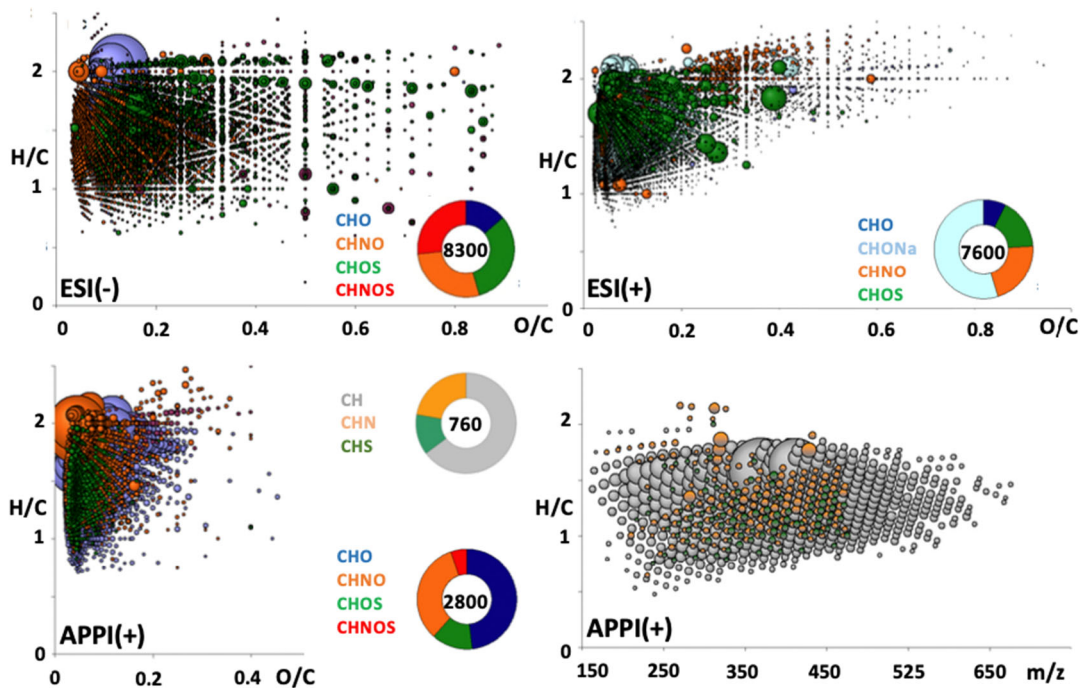 2
H/C
1
CHO
CHNO
CHOS
CHNOS
8300
ESI(-)
0
0
0.2
0.4
0.6
0.8
O/C
2
H/C
1
CHO
CHONa
CHNO
CHOS
7600
ESI(+)
0
0
0.2
0.4
0.6
0.8
O/C
2
H/C
1
CH
CHN
CHS
760
CHO
CHNO
CHOS
CHNOS
2800
APPI(+)
0
0
0.2
O/C
0.4
2
H/C
1
APPI(+)
0
150
250
350
450
525
650
m/z